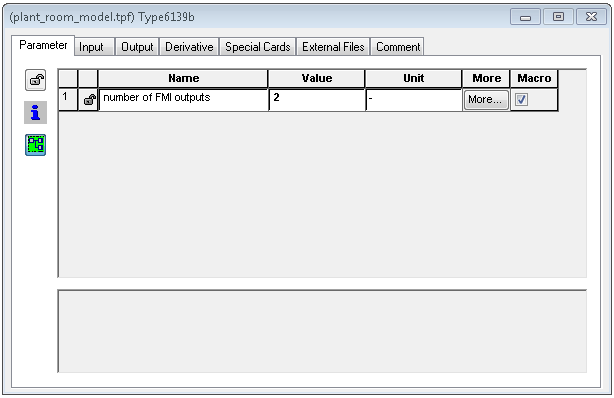 (plant_room_model.tpf) Type6139b
Parameter Input Output Derivative Special Cards External Files Comment
Name Value Unit More Macro
1 number of FMI outputs 2 - More...